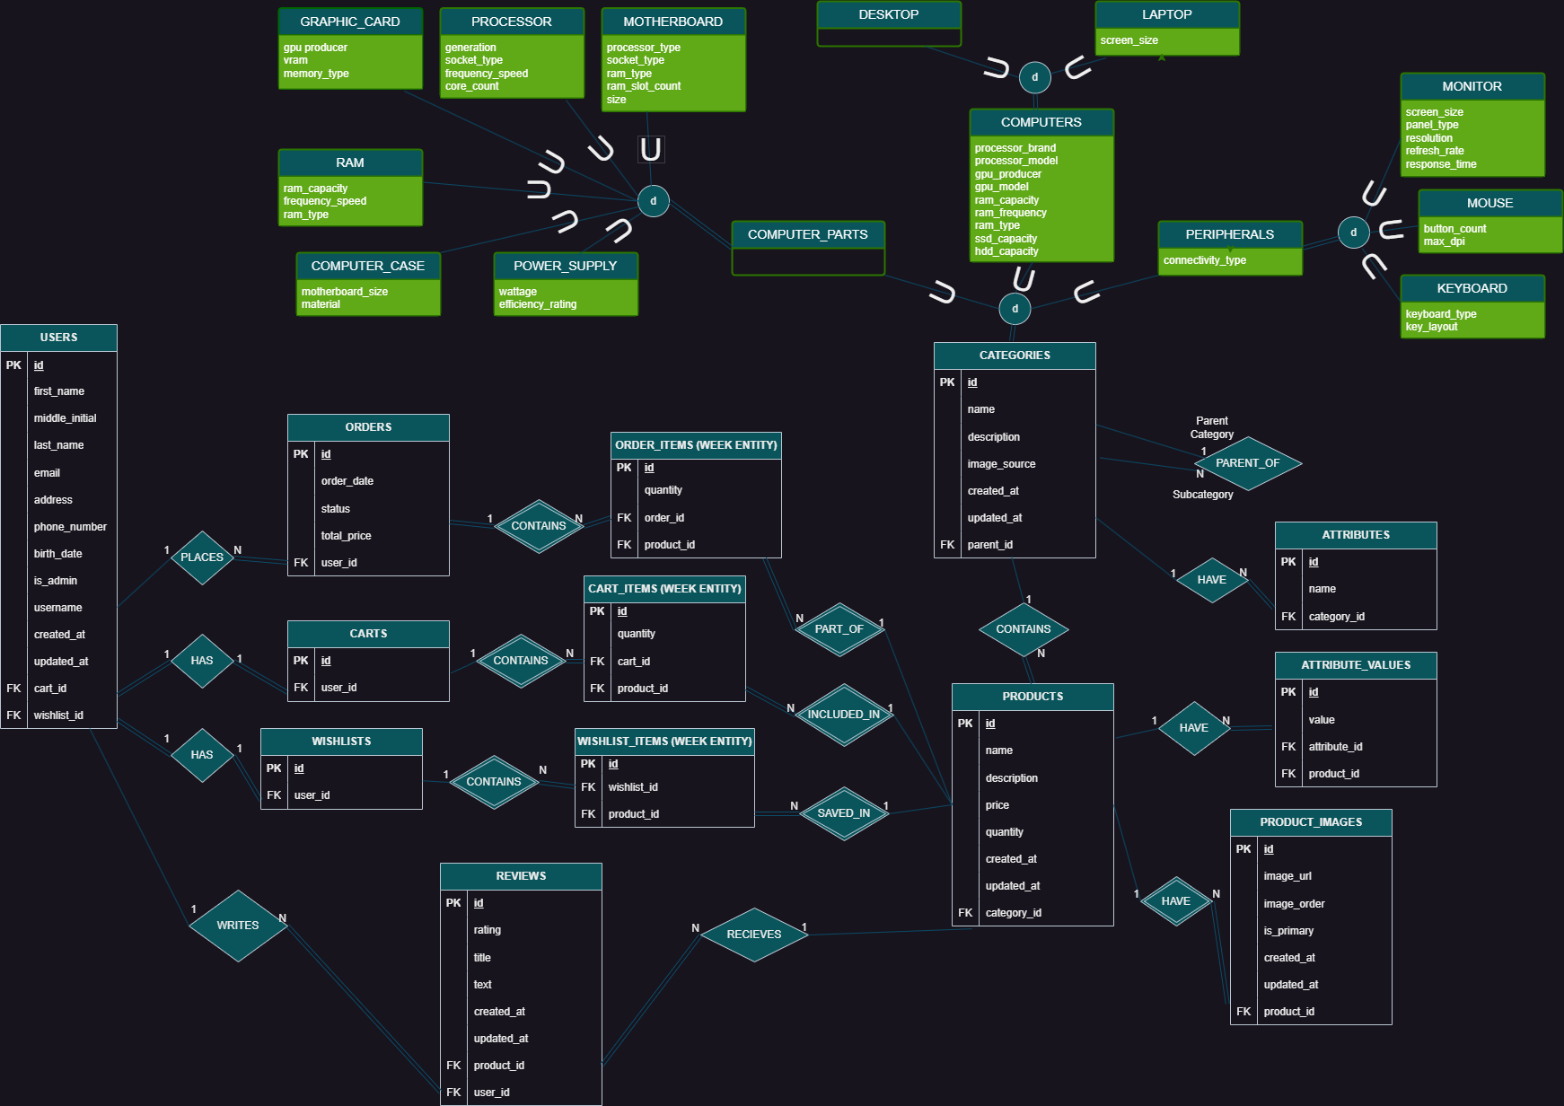 GRAPHIC_CARD
gpu producer
vram
memory_type
PROCESSOR
generation
socket_type
frequency_speed
core_count
MOTHERBOARD
processor_type
socket_type
ram_type
ram_slot_count
size
DESKTOP
LAPTOP
screen_size
d
COMPUTERS
processor_brand
processor_model
gpu_producer
gpu_model
ram_capacity
ram_frequency
ram_type
ssd_capacity
hdd_capacity
MONITOR
screen_size
panel_type
resolution
refresh_rate
response_time
RAM
ram_capacity
frequency_speed
ram_type
d
MOUSE
button_count
max_dpi
COMPUTER_PARTS
PERIPHERALS
connectivity_type
d
COMPUTER_CASE
motherboard_size
material
POWER_SUPPLY
wattage
efficiency_rating
KEYBOARD
keyboard_type
key_layout
d
USERS
PK id
first_name
middle_initial
last_name
email
address
phone_number
birth_date
is_admin
username
created_at
updated_at
FK cart_id
FK wishlist_id
CATEGORIES
PK id
name
description
image_source
created_at
updated_at
FK parent_id
Parent
Category
1
PARENT_OF
N
Subcategory
ORDERS
PK id
order_date
status
total_price
FK user_id
1 CONTAINS N
ORDER_ITEMS (WEEK ENTITY)
PK id
quantity
FK order_id
FK product_id
1 PLACES N
ATTRIBUTES
PK id
name
FK category_id
1 HAVE N
CART_ITEMS (WEEK ENTITY)
PK id
quantity
FK cart_id
FK product_id
CARTS
PK id
FK user_id
1 HAS 1
1 CONTAINS N
N PART_OF 1
1
CONTAINS
N
ATTRIBUTE_VALUES
PK id
value
FK attribute_id
FK product_id
PRODUCTS
PK id
name
description
price
quantity
created_at
updated_at
FK category_id
1 HAVE N
N INCLUDED_IN 1
1 HAS 1
WISHLISTS
PK id
FK user_id
1 CONTAINS N
WISHLIST_ITEMS (WEEK ENTITY)
PK id
FK wishlist_id
FK product_id
N SAVED_IN 1
PRODUCT_IMAGES
PK id
image_url
image_order
is_primary
created_at
updated_at
FK product_id
1 HAVE N
REVIEWS
PK id
rating
title
text
created_at
updated_at
FK product_id
FK user_id
1 WRITES N
N RECIEVES 1